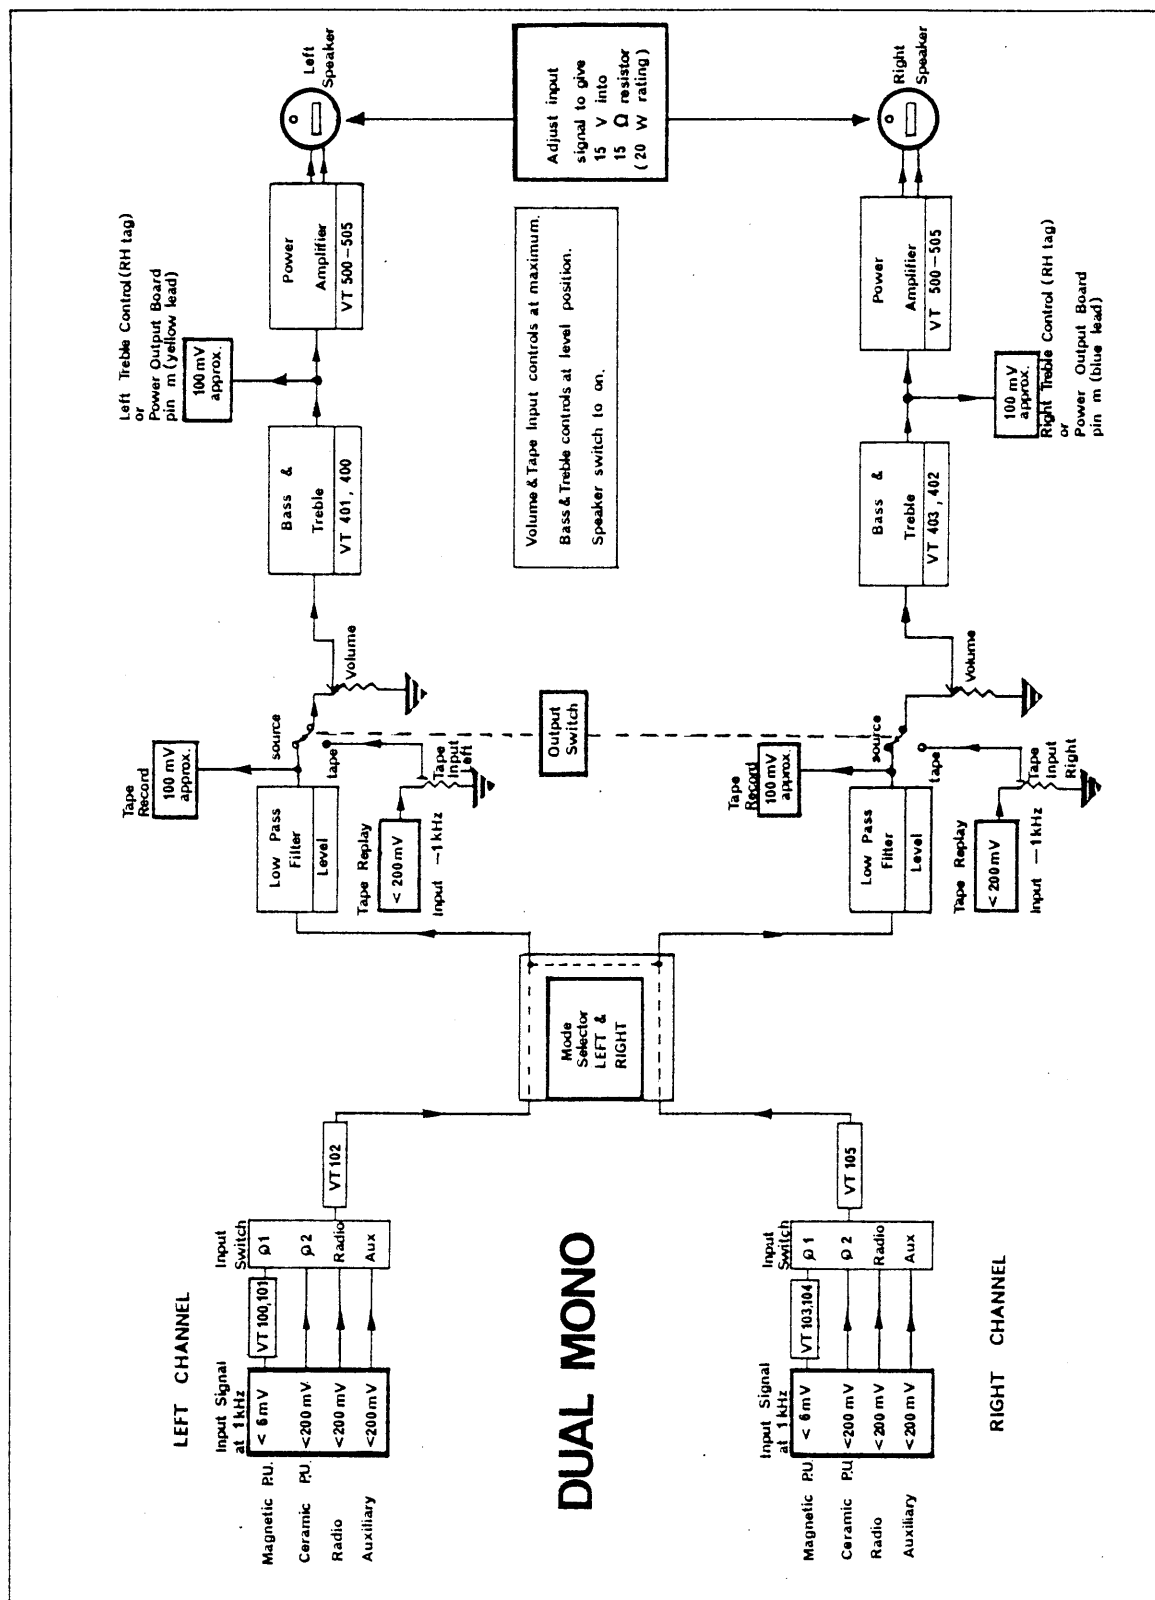 LEFT CHANNEL
Input Signal
at 1 kHz
Magnetic P.U.
< 6 mV
Ceramic P.U.
<200 mV
Radio
<200 mV
Auxiliary
<200 mV
VT 100,101
Input
Switch
1
2
Radio
Aux
VT 102
Tape
Record
100 mV
approx.
Low Pass
Filter
Level
source
tape
Tape Replay
< 200 mV
Input – 1 kHz
Tape
Input
Left
Volume
Bass &
Treble
VT 401, 400
Left Treble Control (RH tag)
or
Power Output Board
pin m (yellow lead)
100 mV
approx.
Power
Amplifier
VT 500–505
Left
Speaker
DUAL MONO
Mode
Selector
LEFT &
RIGHT
Output
Switch
Volume & Tape Input controls at maximum.
Bass & Treble controls at level position.
Speaker switch to on.
Adjust input
signal to give
15 V into
15 Ω resistor
( 20 W rating )
Input Signal
at 1 kHz
Magnetic P.U.
< 6 mV
Ceramic P.U.
<200 mV
Radio
<200 mV
Auxiliary
<200 mV
VT 103,104
Input
Switch
1
2
Radio
Aux
VT 105
RIGHT CHANNEL
Tape
Record
100 mV
approx.
Low Pass
Filter
Level
source
tape
Tape Replay
< 200 mV
Input – 1 kHz
Tape
Input
Right
Volume
Bass &
Treble
VT 403, 402
100 mV
approx.
Right Treble Control (RH tag)
or
Power Output Board
pin m (blue lead)
Power
Amplifier
VT 500–505
Right
Speaker